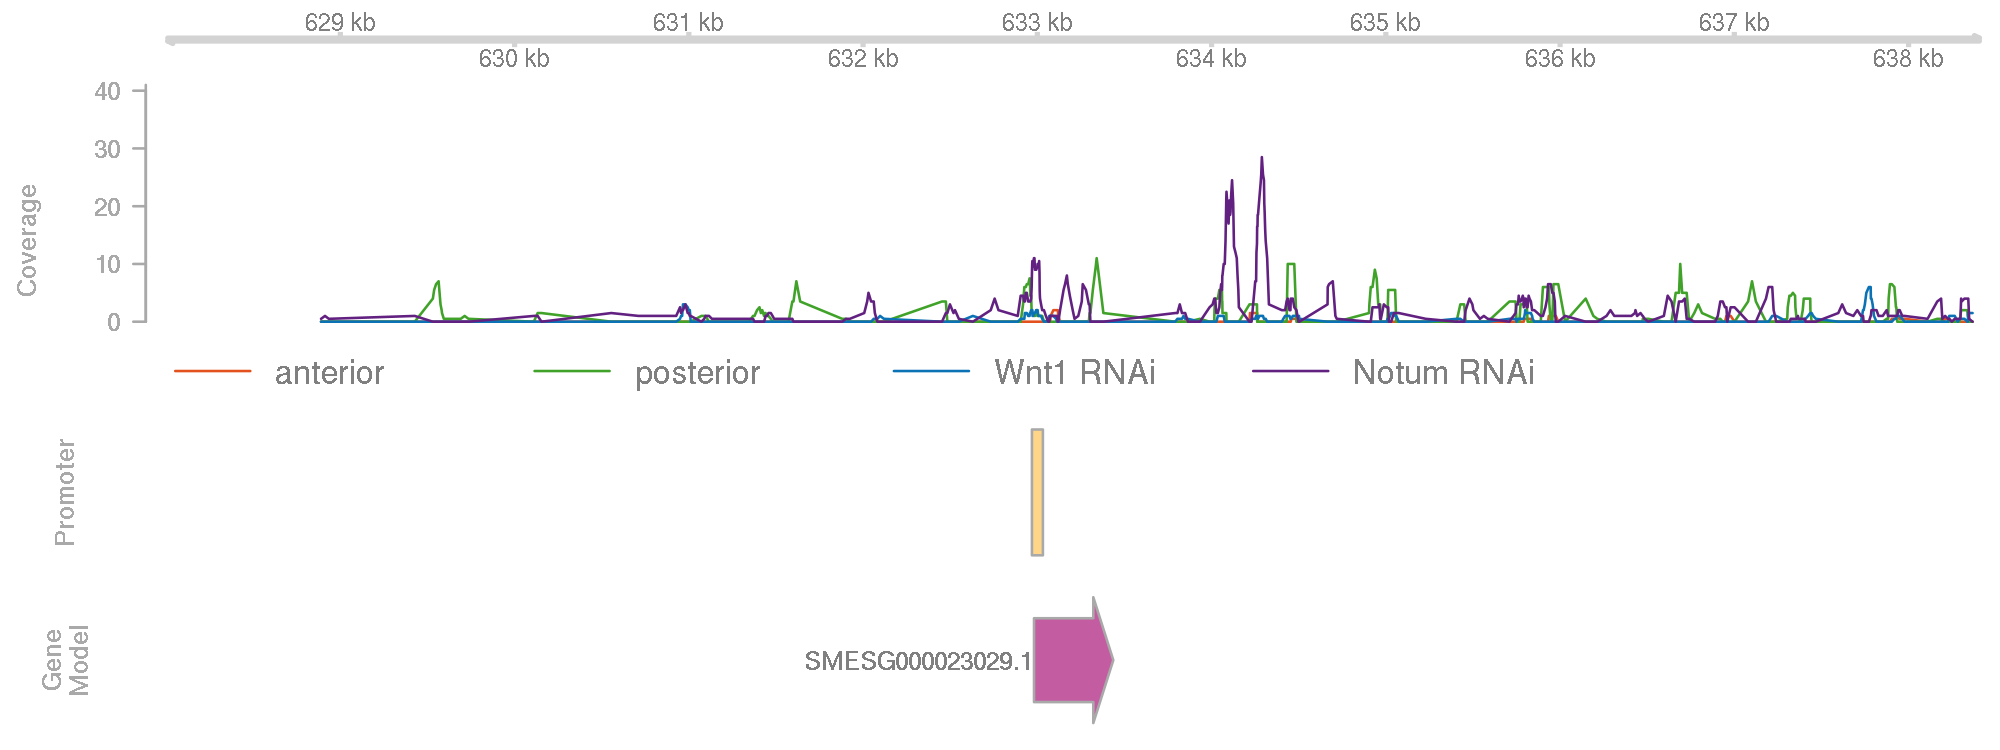 629 kb 631 kb 633 kb 635 kb 637 kb
630 kb 632 kb 634 kb 636 kb 638 kb
40
30
20
10
0
Coverage
anterior posterior Wnt1 RNAi Notum RNAi
Promoter
Gene
Model
SMESG000023029.1